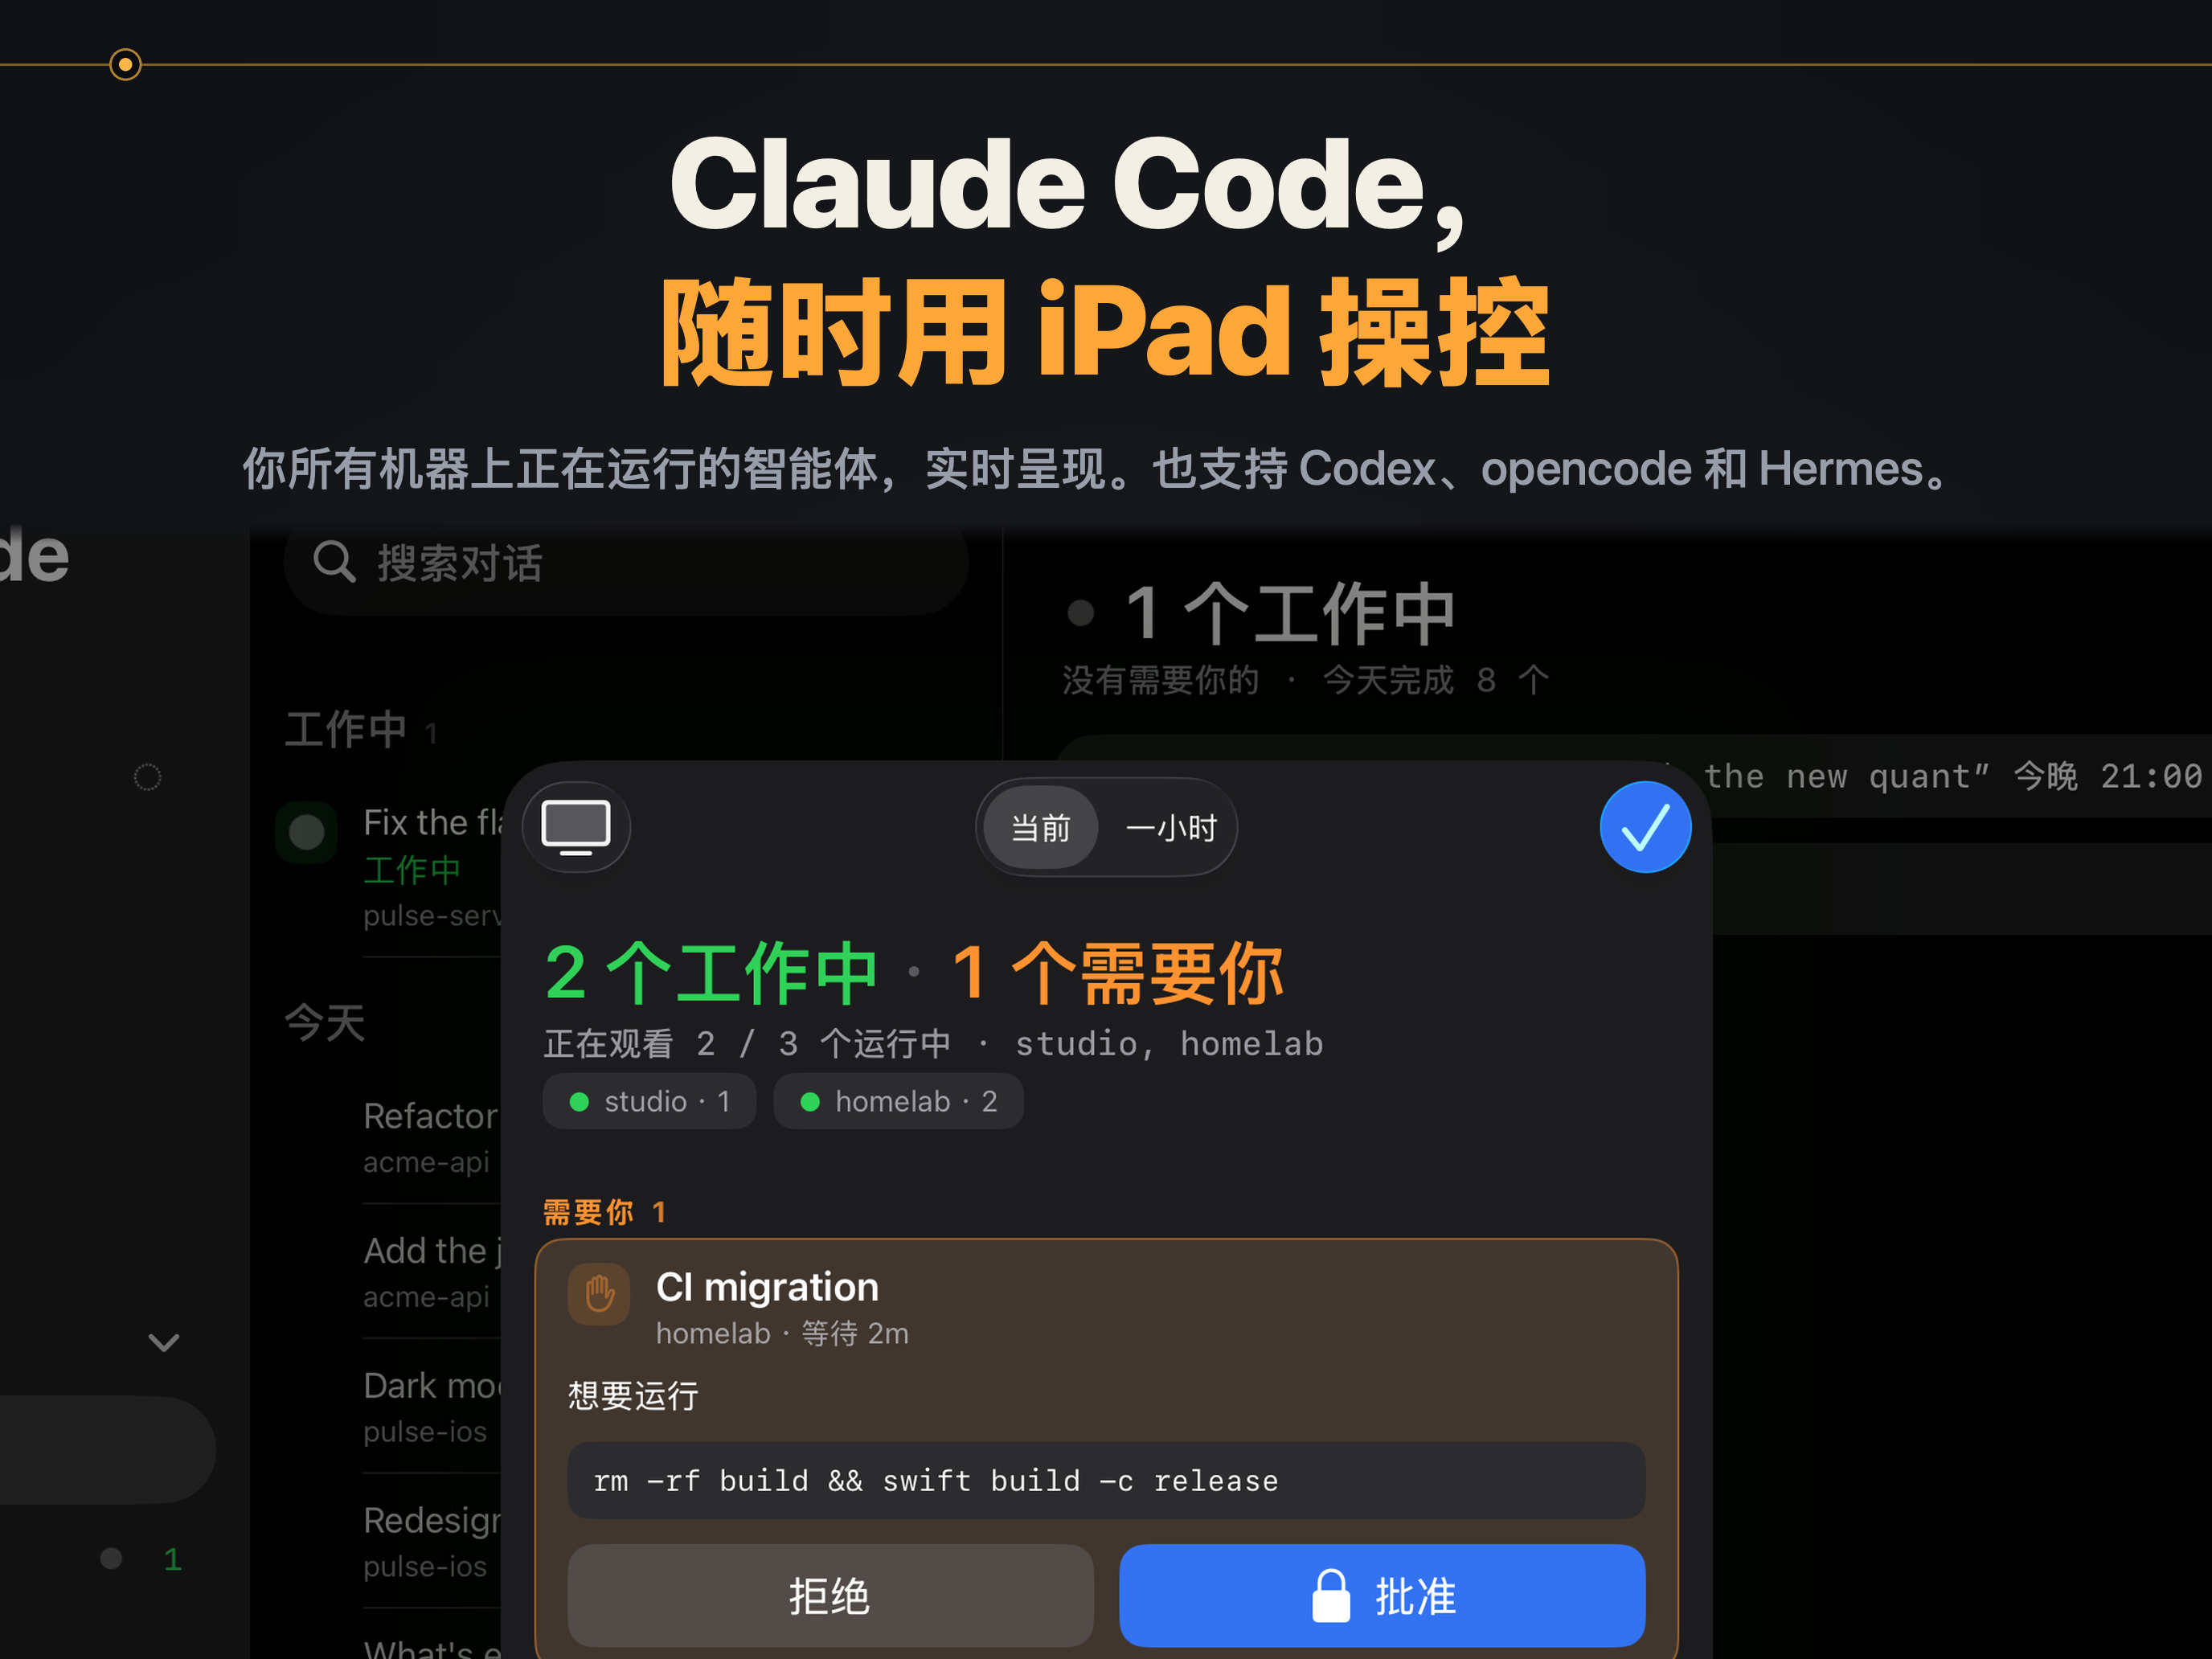 Claude Code,
随时用 iPad 操控
你所有机器上正在运行的智能体，实时呈现。也支持 Codex、opencode 和 Hermes。
de
搜索对话
工作中 1
Fix the fla
工作中
pulse-serv
今天
Refactor
acme-api
Add the j
acme-api
Dark mo
pulse-ios
Redesign
pulse-ios
What's e
1
1 个工作中
没有需要你的 · 今天完成 8 个
the new quant” 今晚 21:00
当前 一小时
2 个工作中 · 1 个需要你
正在观看 2 / 3 个运行中 · studio, homelab
studio · 1 homelab · 2
需要你 1
CI migration
homelab · 等待 2m
想要运行
rm -rf build && swift build -c release
拒绝 批准